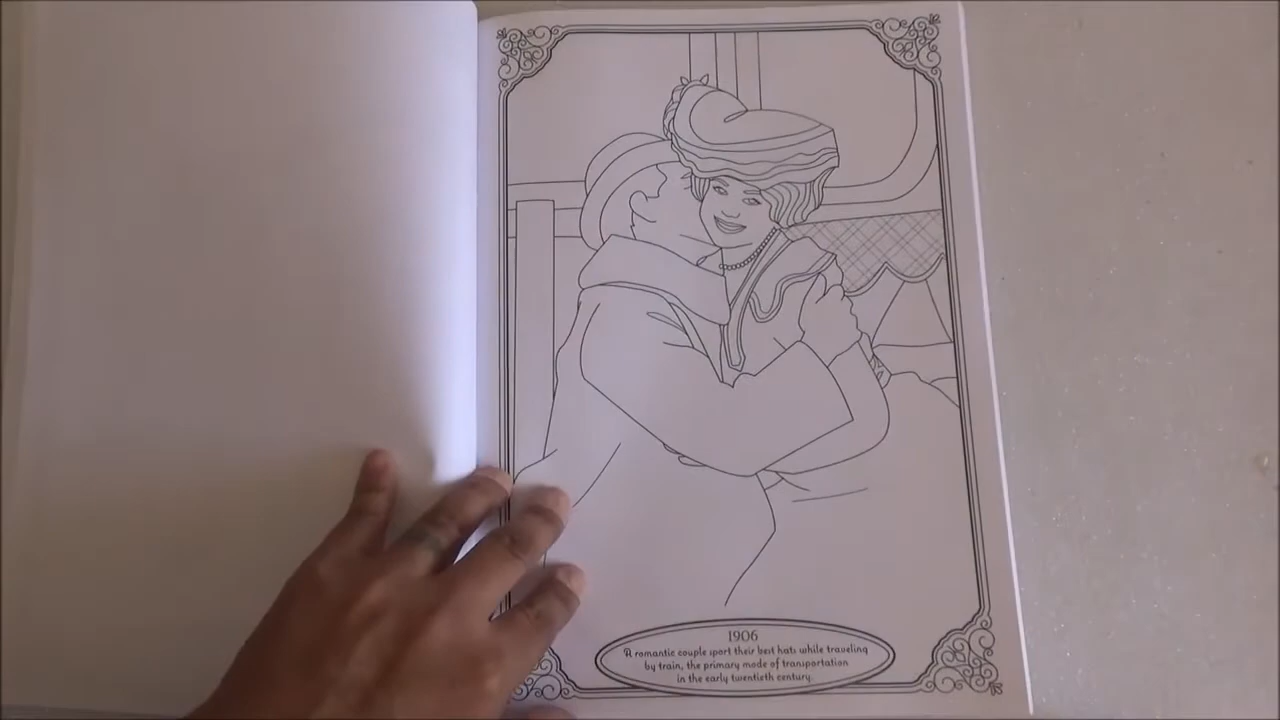 1906
A romantic couple sport their best hats while traveling
by train, the primary mode of transportation
in the early twentieth century.